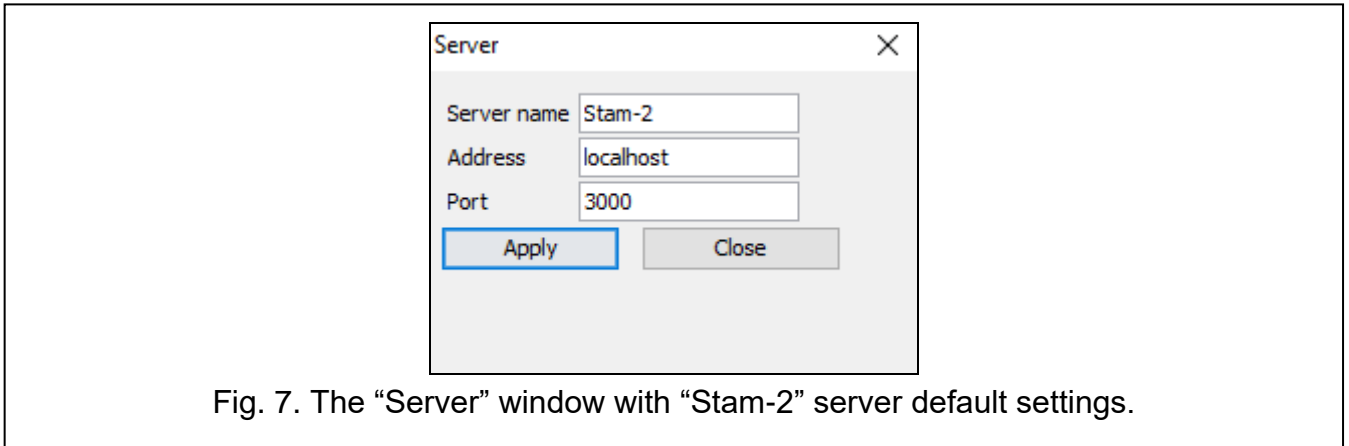 Server
Server name Stam-2
Address localhost
Port 3000
Apply Close
Fig. 7. The “Server” window with “Stam-2” server default settings.